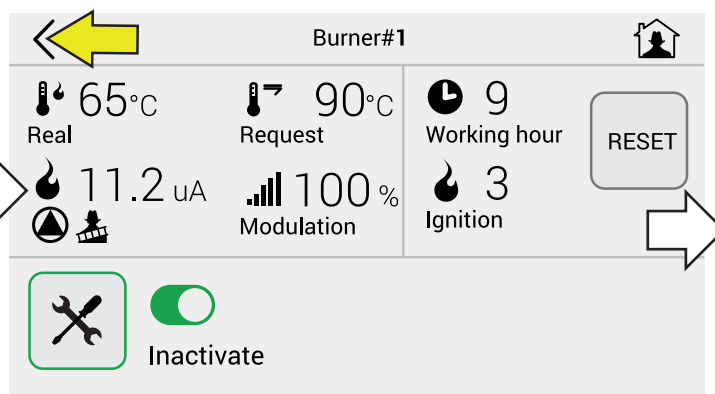 Burner#1
65°C
Real
90°C
Request
9
Working hour
RESET
11.2 uA
100 %
Modulation
3
Ignition
Inactivate